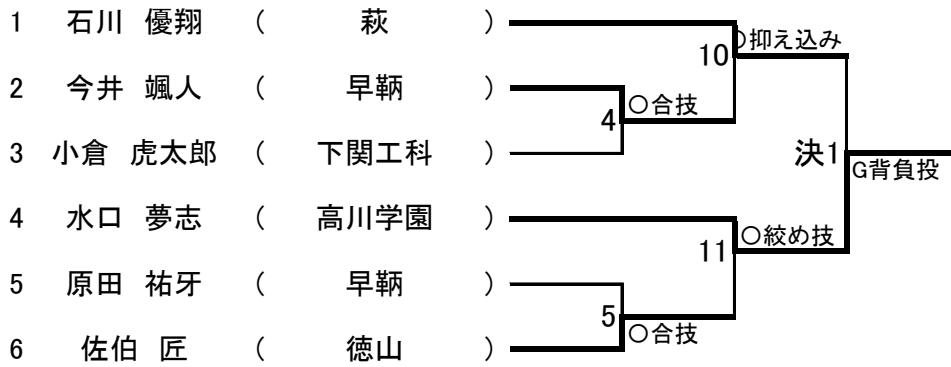 1 石川 優翔 ( 萩 )
10 ○抑え込み
2 今井 颯人 ( 早鞆 )
4 ○合技
3 小倉 虎太郎 ( 下関工科 )
決1 G背負投
4 水口 夢志 ( 高川学園 )
11 ○絞め技
5 原田 祐牙 ( 早鞆 )
5 ○合技
6 佐伯 匠 ( 徳山 )